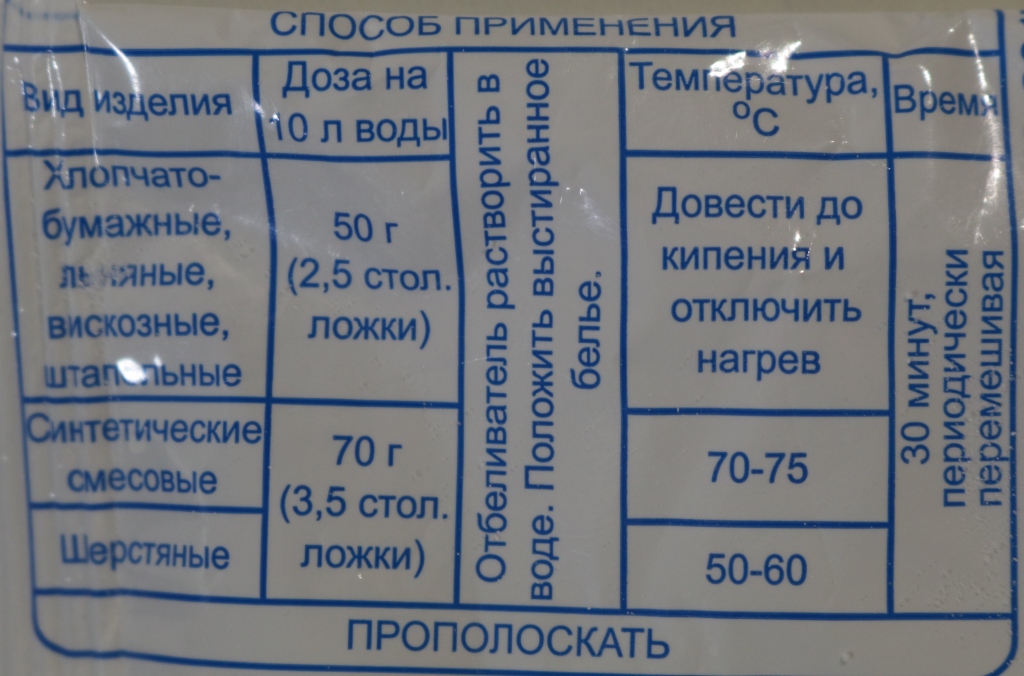 СПОСОБ ПРИМЕНЕНИЯ
Вид изделия
Доза на
10 л воды
Отбеливатель растворить в
воде. Положить выстиранное
белье.
Температура,
°С
Время
Хлопчато-
бумажные,
льняные,
вискозные,
штапельные
50 г
(2,5 стол.
ложки)
Довести до
кипения и
отключить
нагрев
30 минут,
периодически
перемешивая
Синтетические
смесовые
70 г
(3,5 стол.
ложки)
70-75
Шерстяные
50-60
ПРОПОЛОСКАТЬ